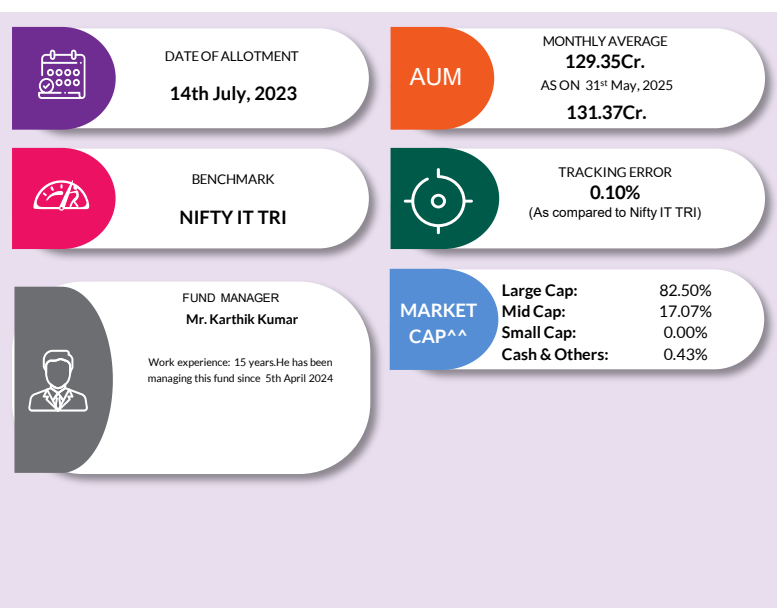 DATE OF ALLOTMENT
14th July, 2023
AUM
MONTHLY AVERAGE
129.35Cr.
AS ON 31st May, 2025
131.37Cr.
BENCHMARK
NIFTY IT TRI
TRACKING ERROR
0.10%
(As compared to Nifty IT TRI)
FUND MANAGER
Mr. Karthik Kumar
Work experience: 15 years.He has been
managing this fund since 5th April 2024
MARKET
CAP^^
Large Cap: 82.50%
Mid Cap: 17.07%
Small Cap: 0.00%
Cash & Others: 0.43%